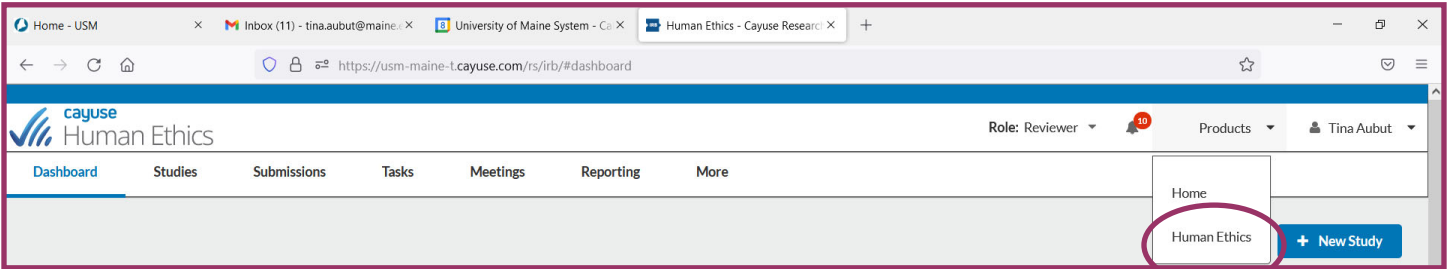 Home - USM
Inbox (11) - tina.aubut@maine.e
8 University of Maine System - Ca
Human Ethics - Cayuse Research
https://usm-maine-t.cayuse.com/rs/irb/#dashboard
cayuse
Human Ethics
Role: Reviewer
10
Products
Tina Aubut
Dashboard
Studies
Submissions
Tasks
Meetings
Reporting
More
Home
Human Ethics
+ New Study